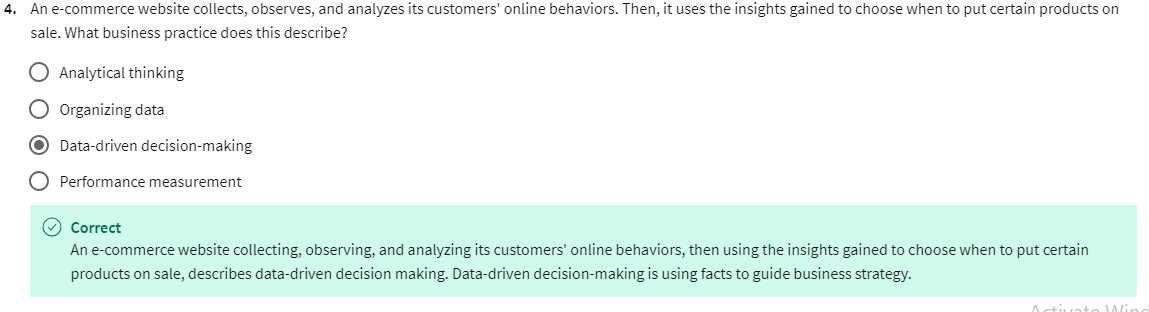 4. An e-commerce website collects, observes, and analyzes its customers' online behaviors. Then, it uses the insights gained to choose when to put certain products on
sale. What business practice does this describe?
Analytical thinking
Organizing data
Data-driven decision-making
Performance measurement
Correct
An e-commerce website collecting, observing, and analyzing its customers' online behaviors, then using the insights gained to choose when to put certain
products on sale, describes data-driven decision making. Data-driven decision-making is using facts to guide business strategy.